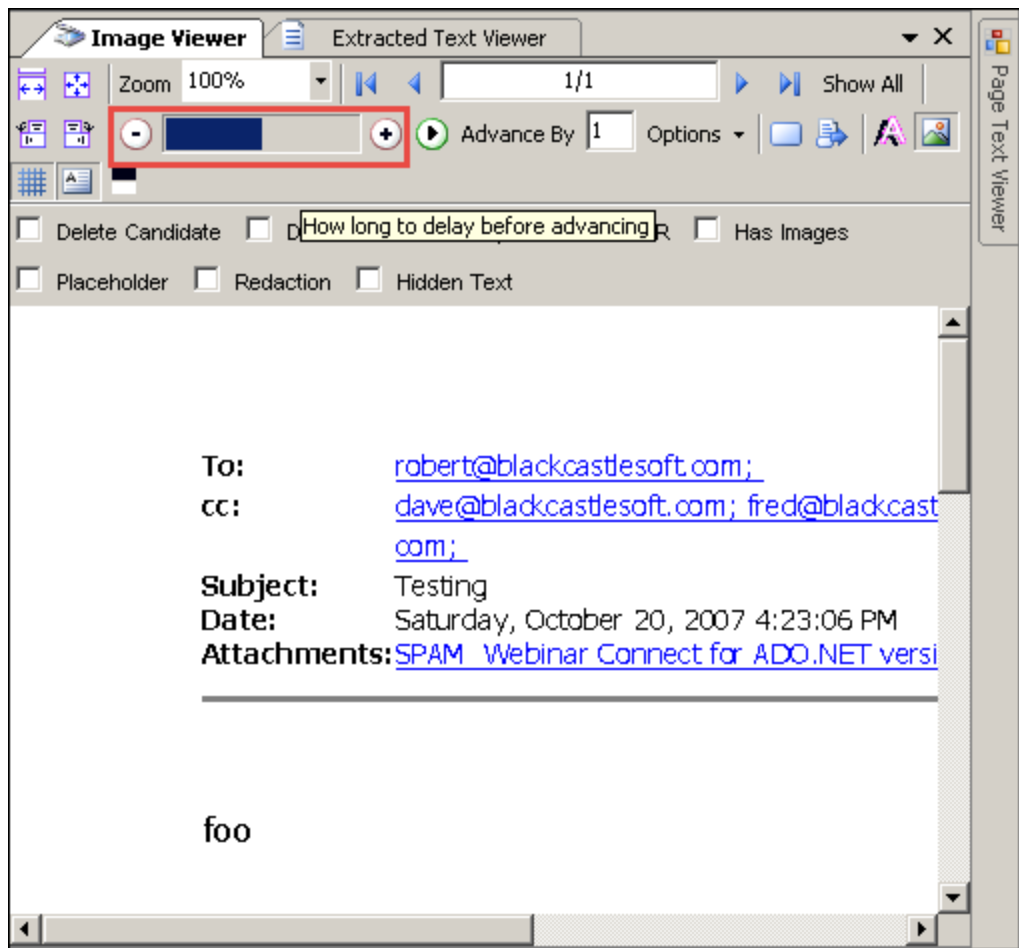 Image Viewer Extracted Text Viewer
Zoom 100% 1/1 Show All
Advance By 1 Options
Delete Candidate D How long to delay before advancing R Has Images
Placeholder Redaction Hidden Text
To: robert@blackcastlesoft.com;
cc: dave@blackcastlesoft.com; fred@blackcast
com;
Subject: Testing
Date: Saturday, October 20, 2007 4:23:06 PM
Attachments: SPAM Webinar Connect for ADO.NET versi
foo
Page Text Viewer